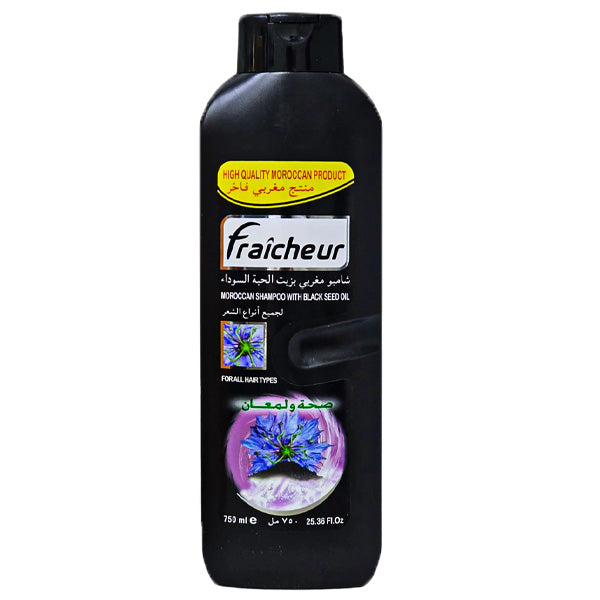 HIGH QUALITY MOROCCAN PRODUCT
منتج مغربي فاخر
Fraîcheur
شامبو مغربي بزيت الحبة السوداء
MOROCCAN SHAMPOO WITH BLACK SEED OIL
لجميع أنواع الشعر
FOR ALL HAIR TYPES
صحة ولمعان
750 ml e ٧٥٠ مل 25.36 Fl.Oz